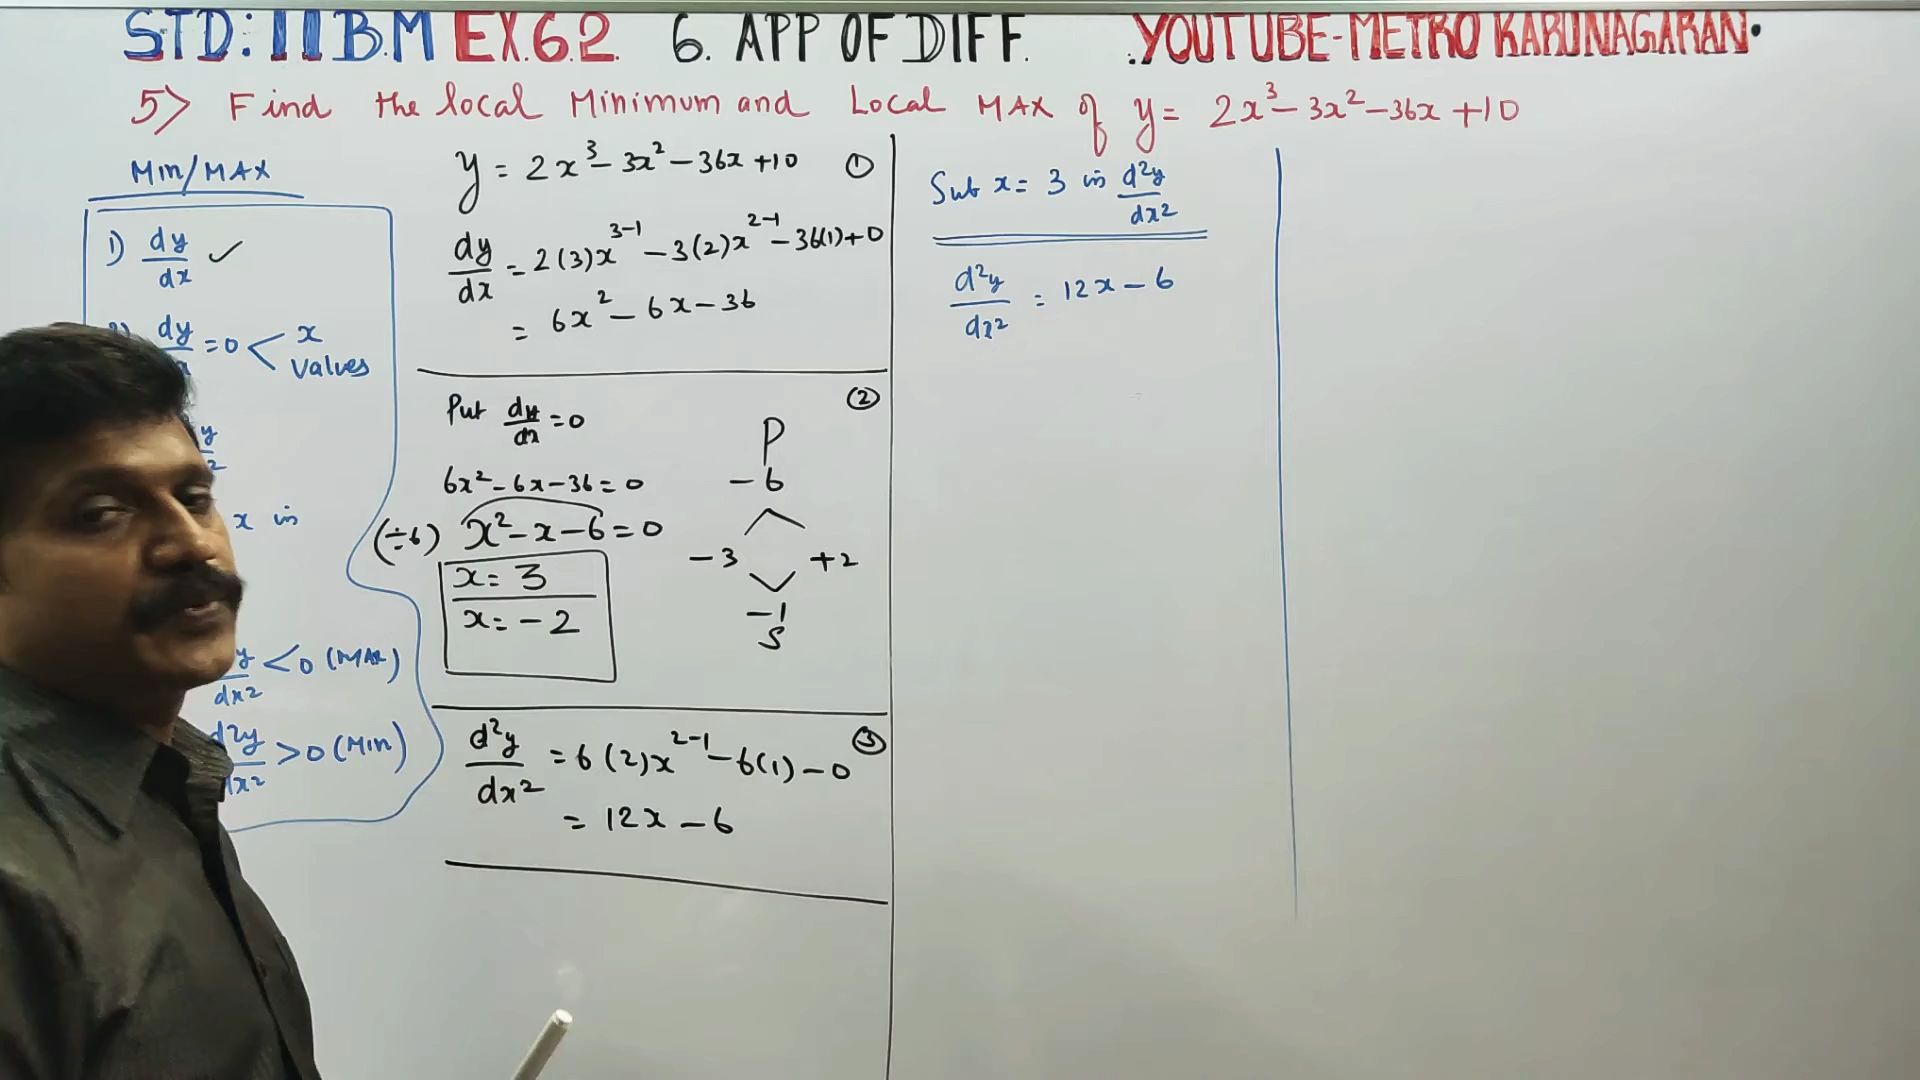 STD: 11 B.M EX.6.2. 6. APP OF DIFF. .YOUTUBE-METRO KARUNAGARAN.
5) Find the local Minimum and Local MAX of y = 2x³ - 3x² - 36x + 10
Min/MAX
1) dy/dx ✓
dy = 0 < x values
y
2
x in
y/dx² < 0 (MAX)
d²y/dx² > 0 (Min)
y = 2x³ - 3x² - 36x + 10 ①
dy/dx = 2(3)x³⁻¹ - 3(2)x²⁻¹ - 36(1) + 0
= 6x² - 6x - 36
Put dy/dx = 0 ②
6x² - 6x - 36 = 0
(÷6) x² - x - 6 = 0
x = 3
x = -2
P
-6
-3 +2
-1
S
d²y/dx² = 6(2)x²⁻¹ - 6(1) - 0 ③
= 12x - 6
Sub x = 3 in d²y/dx²
d²y/dx² = 12x - 6